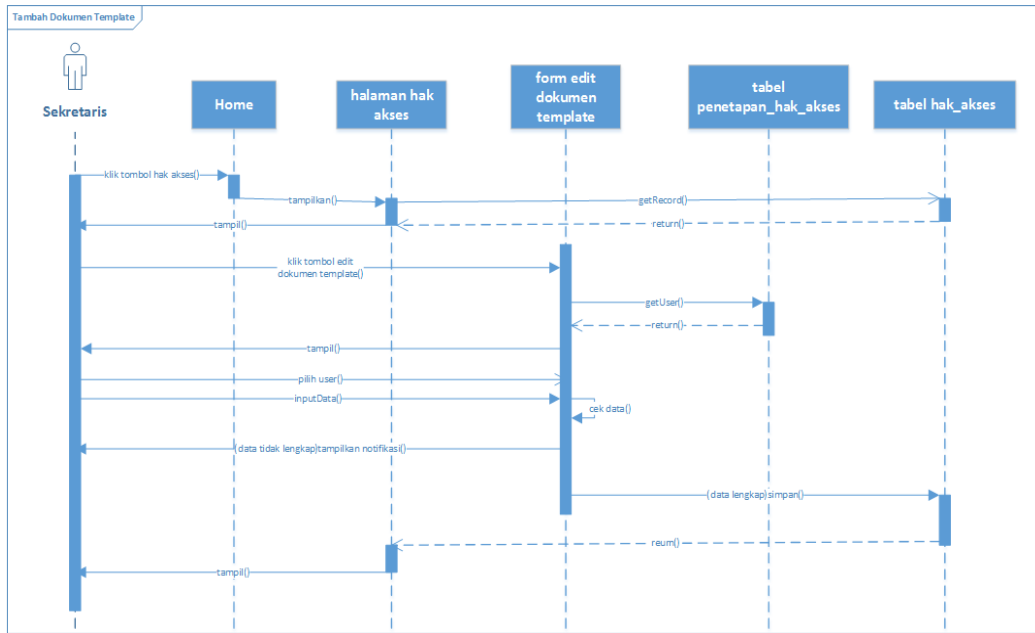 Tambah Dokumen Template
Sekretaris
Home
halaman hak
akses
form edit
dokumen
template
tabel
penetapan_hak_akses
tabel hak_akses
klik tombol hak akses()
tampilkan()
getRecord()
tampil()
return()
klik tombol edit
dokumen template()
getUser()
return()
tampil()
pilih user()
inputData()
cek data()
(data tidak lengkap)tampilkan notifikasi()
(data lengkap)simpan()
reum()
tampil()